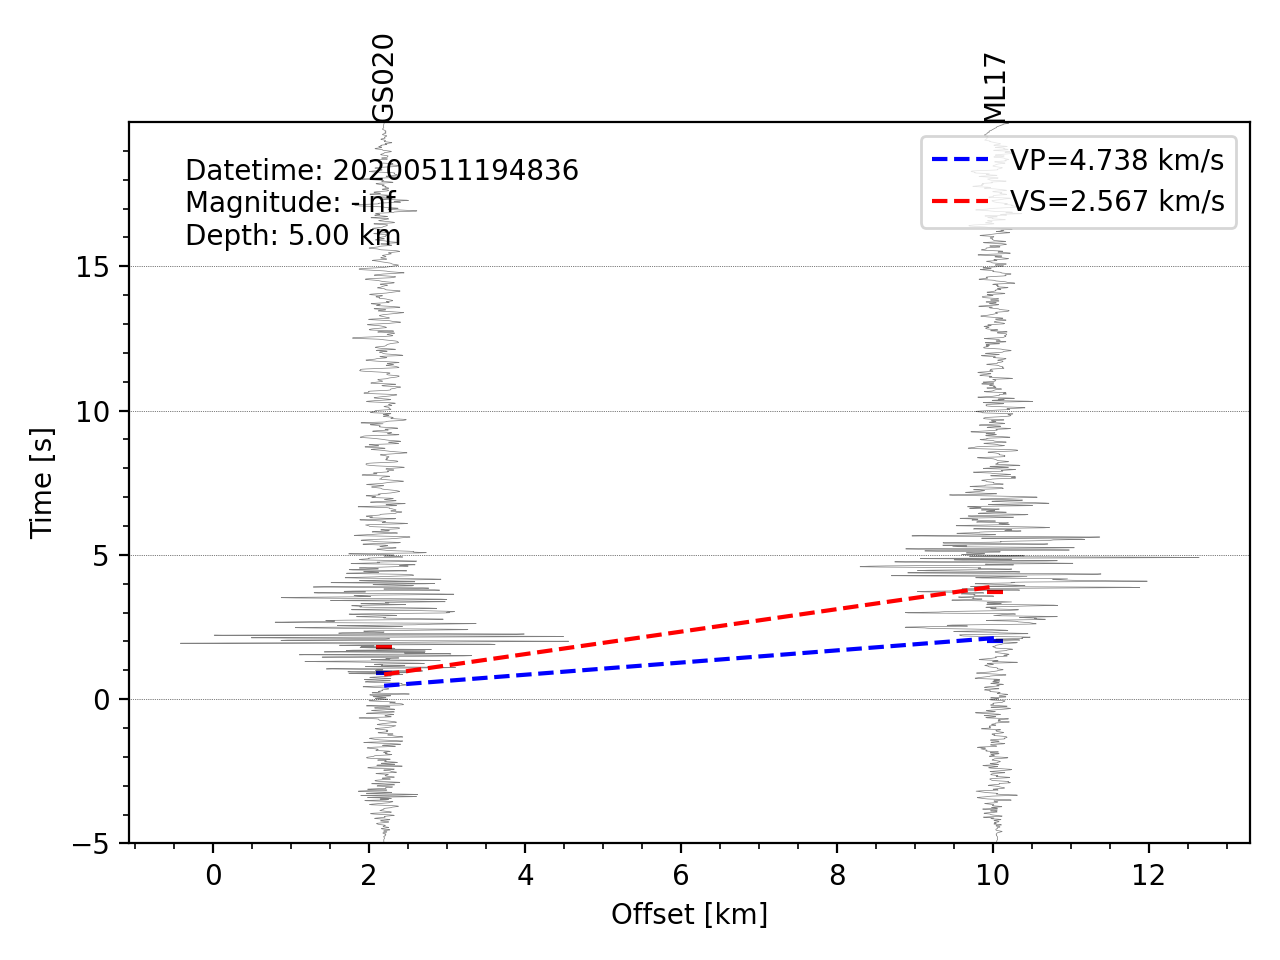 GS020
ML17
Datetime: 20200511194836
Magnitude: -inf
Depth: 5.00 km
VP=4.738 km/s
VS=2.567 km/s
15
10
5
0
−5
Time [s]
0 2 4 6 8 10 12
Offset [km]